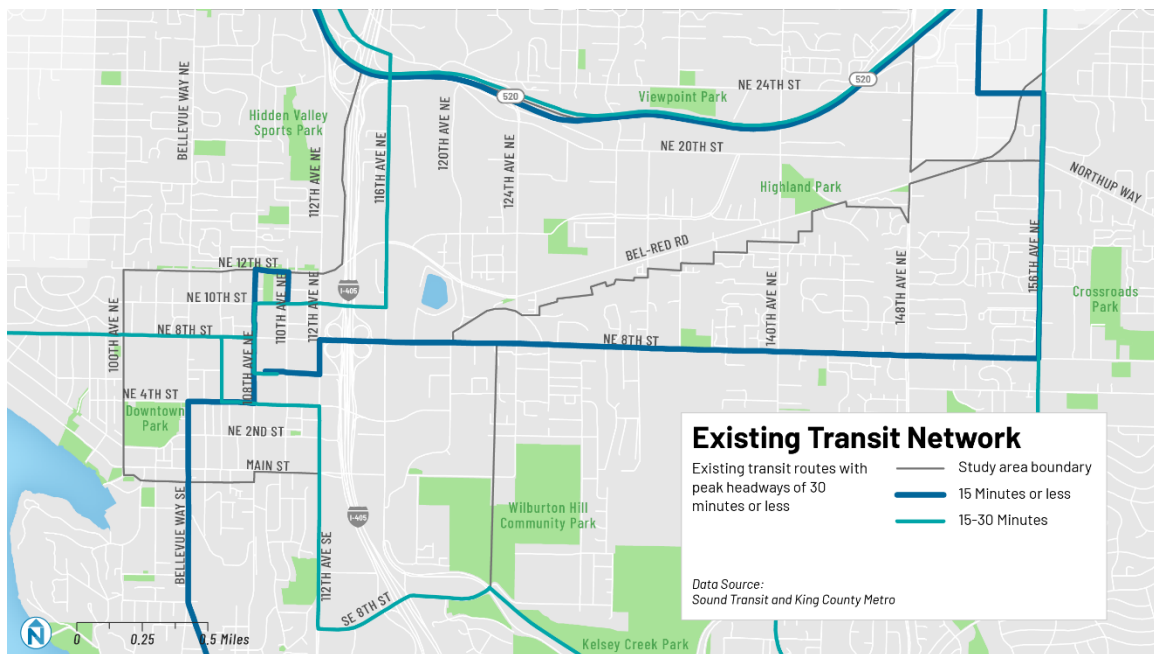 BELLEVUE WAY NE
Hidden Valley
Sports Park
112TH AVE NE
116TH AVE NE
120TH AVE NE
124TH AVE NE
520
Viewpoint Park
NE 24TH ST
520
NE 20TH ST
Highland Park
NORTHUP WAY
BEL-RED RD
148TH AVE NE
140TH AVE NE
156TH AVE NE
Crossroads
Park
NE 12TH ST
NE 10TH ST
110TH AVE NE
112TH AVE NE
I-405
100TH AVE NE
NE 8TH ST
108TH AVE NE
NE 8TH ST
NE 4TH ST
Downtown
Park
NE 2ND ST
MAIN ST
BELLEVUE WAY SE
I-405
112TH AVE SE
SE 8TH ST
Wilburton Hill
Community Park
Kelsey Creek Park
Existing Transit Network
Existing transit routes with
peak headways of 30
minutes or less
Study area boundary
15 Minutes or less
15-30 Minutes
Data Source:
Sound Transit and King County Metro
N
0 0.25 0.5 Miles